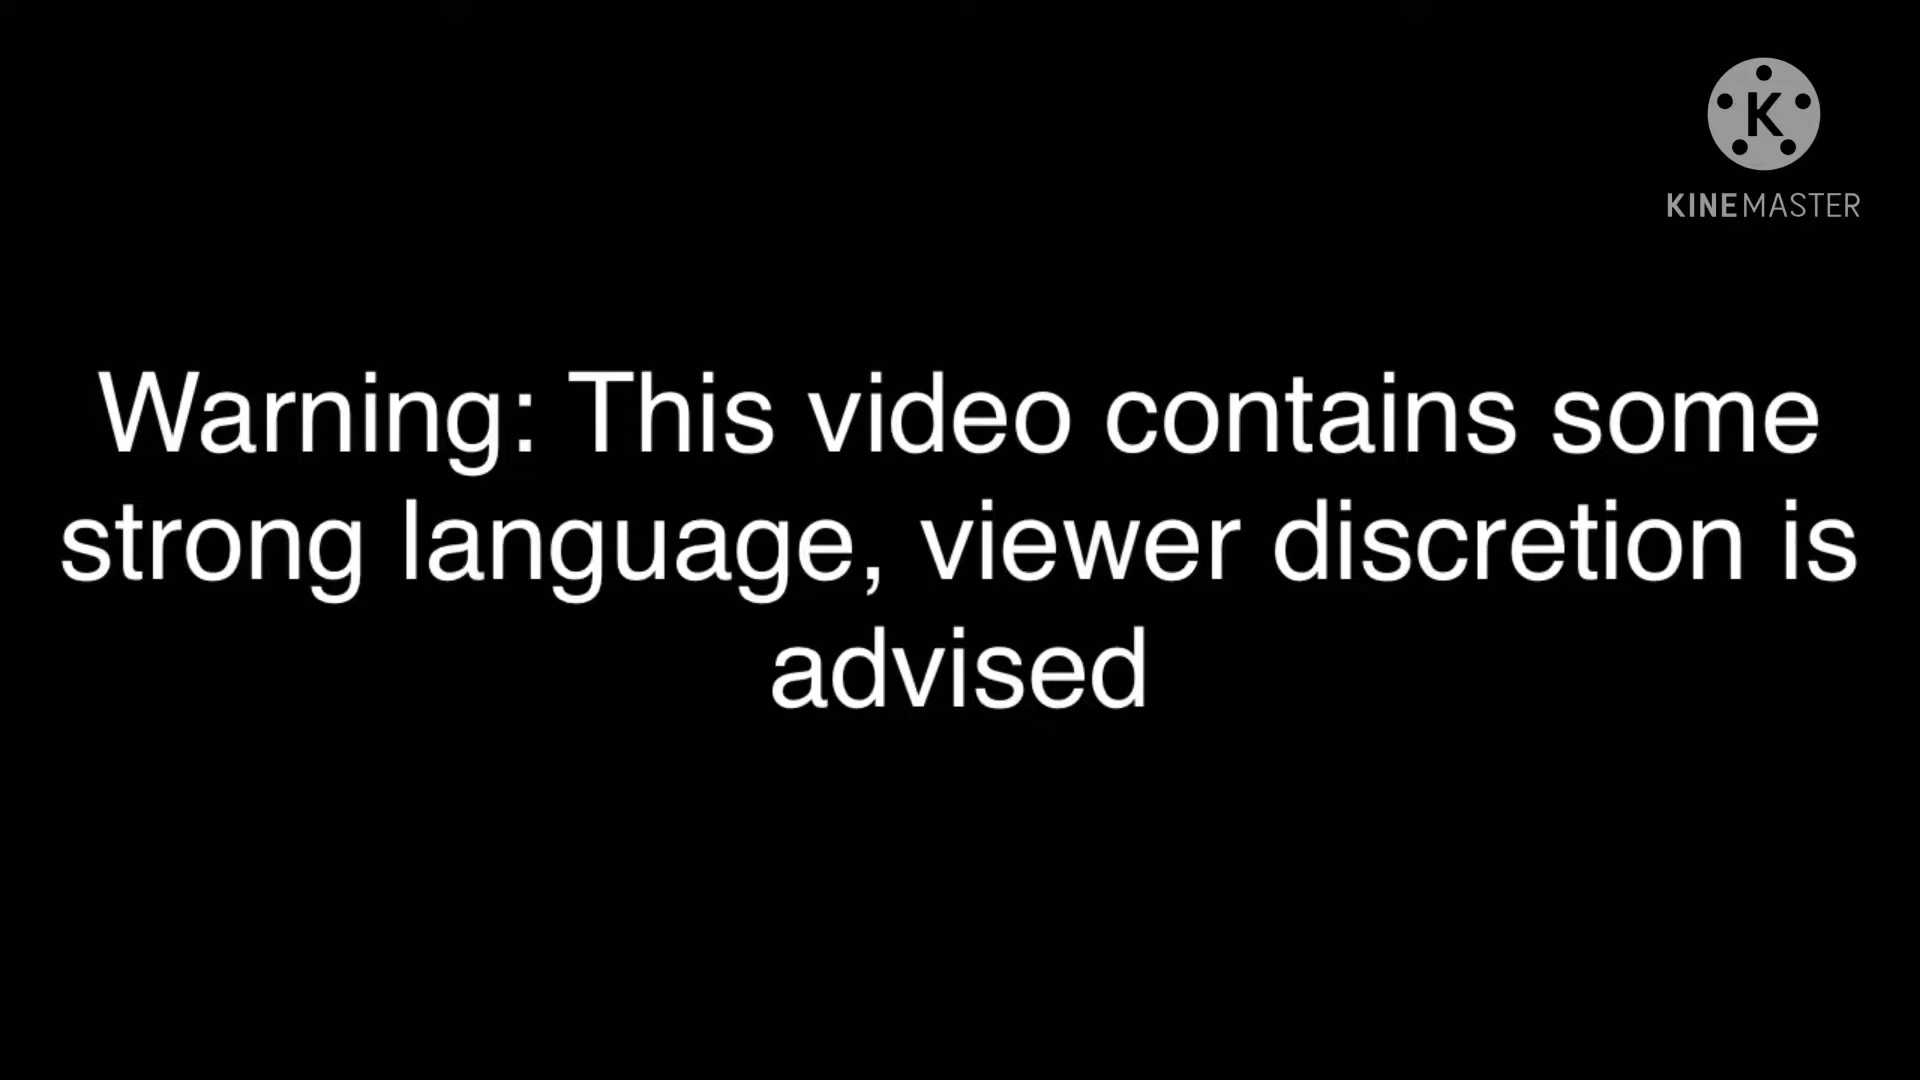 K
KINEMASTER
Warning: This video contains some
strong language, viewer discretion is
advised